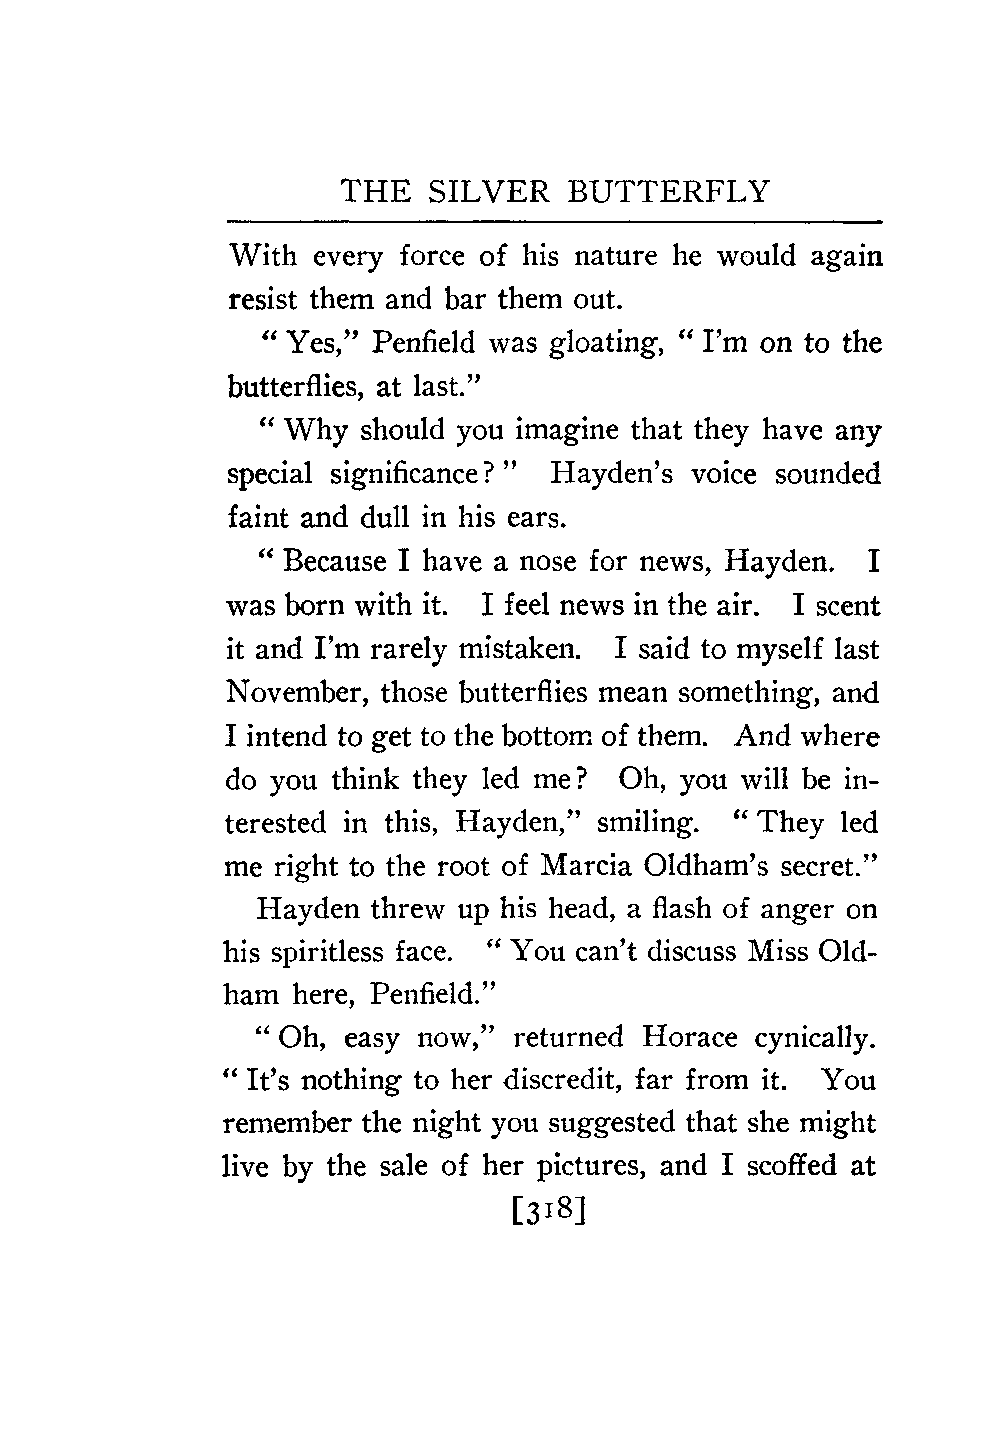 THE SILVER BUTTERFLY
With every force of his nature he would again
resist them and bar them out.
“ Yes,” Penfield was gloating, “ I’m on to the
butterflies, at last.”
“ Why should you imagine that they have any
special significance? ” Hayden’s voice sounded
faint and dull in his ears.
“ Because I have a nose for news, Hayden. I
was born with it. I feel news in the air. I scent
it and I’m rarely mistaken. I said to myself last
November, those butterflies mean something, and
I intend to get to the bottom of them. And where
do you think they led me? Oh, you will be in-
terested in this, Hayden,” smiling. “ They led
me right to the root of Marcia Oldham’s secret.”
Hayden threw up his head, a flash of anger on
his spiritless face. “ You can’t discuss Miss Old-
ham here, Penfield.”
“ Oh, easy now,” returned Horace cynically.
“ It’s nothing to her discredit, far from it. You
remember the night you suggested that she might
live by the sale of her pictures, and I scoffed at
[318]